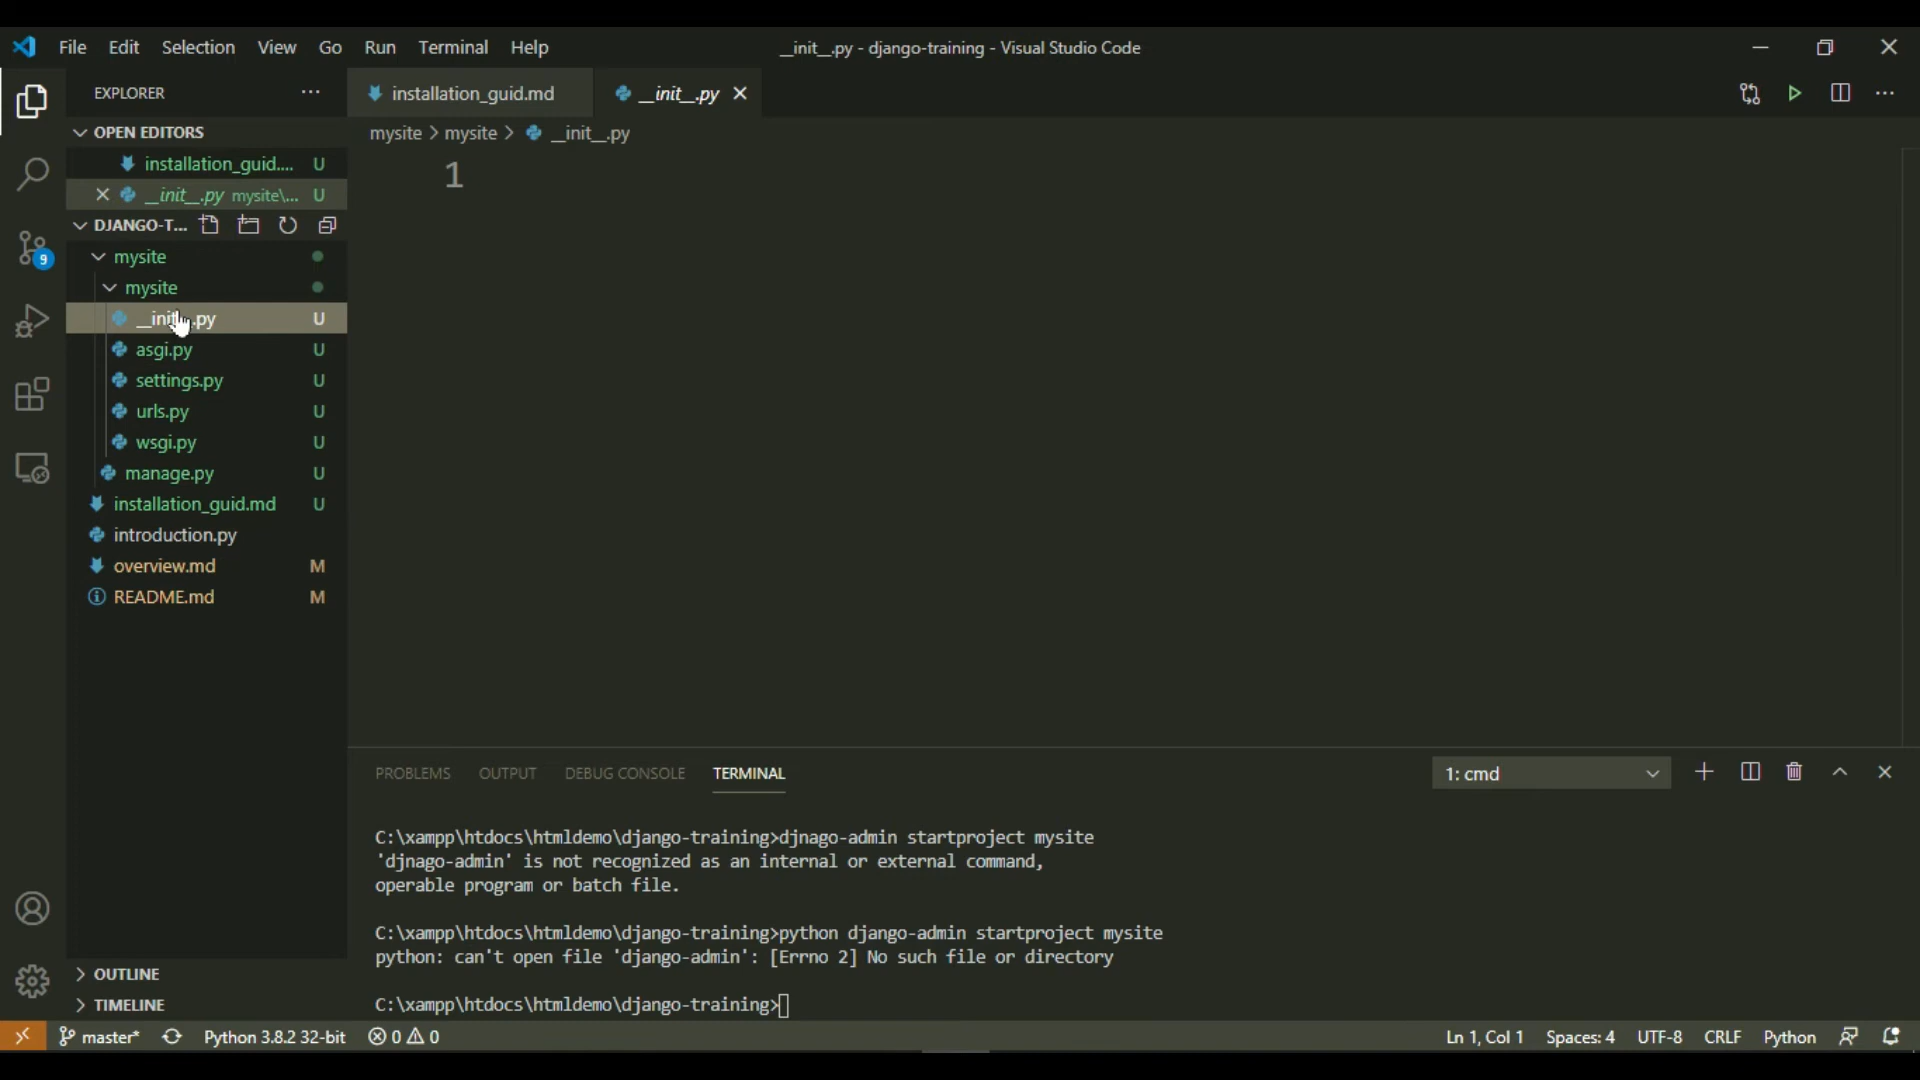 File Edit Selection View Go Run Terminal Help
__init__.py - django-training - Visual Studio Code
EXPLORER
installation_guid.md
__init__.py
OPEN EDITORS
mysite > mysite > __init__.py
installation_guid.... U
__init__.py mysite\... U
1
DJANGO-T...
mysite
mysite
__init__.py U
asgi.py U
settings.py U
urls.py U
wsgi.py U
manage.py U
installation_guid.md U
introduction.py
overview.md M
README.md M
9
PROBLEMS OUTPUT DEBUG CONSOLE TERMINAL
1: cmd
C:\xampp\htdocs\htmldemo\django-training>djnago-admin startproject mysite
'djnago-admin' is not recognized as an internal or external command,
operable program or batch file.
C:\xampp\htdocs\htmldemo\django-training>python django-admin startproject mysite
python: can't open file 'django-admin': [Errno 2] No such file or directory
C:\xampp\htdocs\htmldemo\django-training>
OUTLINE
TIMELINE
master* Python 3.8.2 32-bit 0 0
Ln 1, Col 1 Spaces: 4 UTF-8 CRLF Python